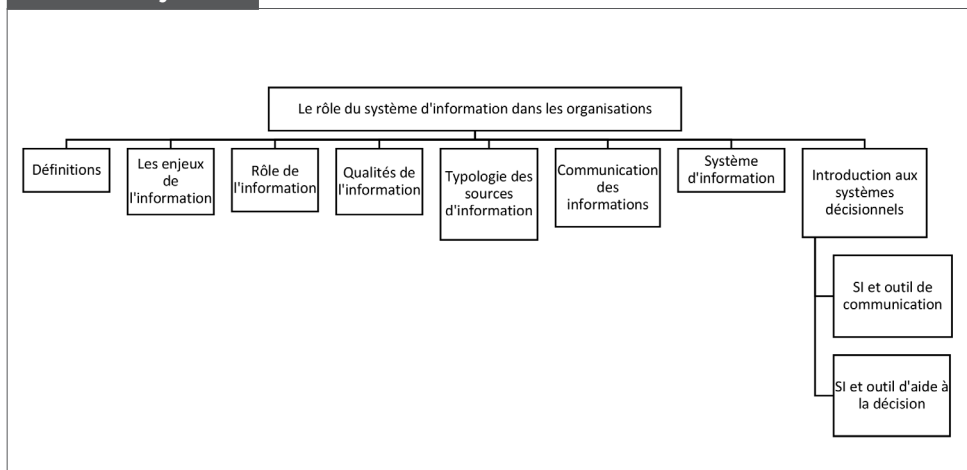 Le rôle du système d'information dans les organisations
Définitions
Les enjeux
de
l'information
Rôle de
l'information
Qualités de
l'information
Typologie des
sources
d'information
Communication
des
informations
Système
d'information
Introduction aux
systèmes
décisionnels
SI et outil de
communication
SI et outil d'aide à
la décision